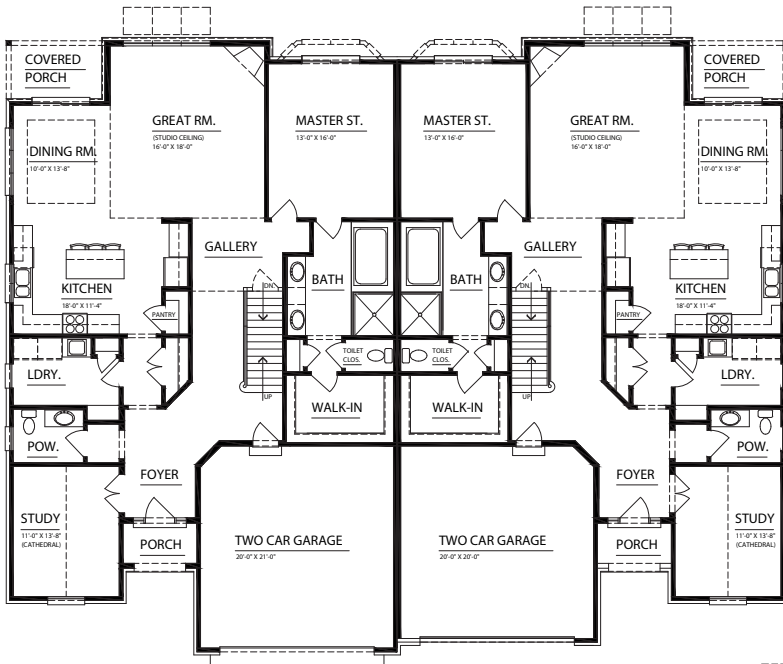 COVERED
PORCH
GREAT RM.
(STUDIO CEILING)
16'-0" X 18'-0"
MASTER ST.
13'-0" X 16'-0"
MASTER ST.
13'-0" X 16'-0"
GREAT RM.
(STUDIO CEILING)
16'-0" X 18'-0"
COVERED
PORCH
DINING RM.
10'-0" X 13'-8"
DINING RM.
10'-0" X 13'-8"
GALLERY
GALLERY
KITCHEN
18'-0" X 11'-4"
BATH
BATH
KITCHEN
18'-0" X 11'-4"
DN.
DN.
PANTRY
PANTRY
TOILET
CLOS.
TOILET
CLOS.
LDRY.
LDRY.
UP
UP
WALK-IN
WALK-IN
POW.
POW.
FOYER
FOYER
STUDY
11'-0" X 13'-8"
(CATHEDRAL)
STUDY
11'-0" X 13'-8"
(CATHEDRAL)
PORCH
TWO CAR GARAGE
20'-0" X 21'-0"
TWO CAR GARAGE
20'-0" X 20'-0"
PORCH